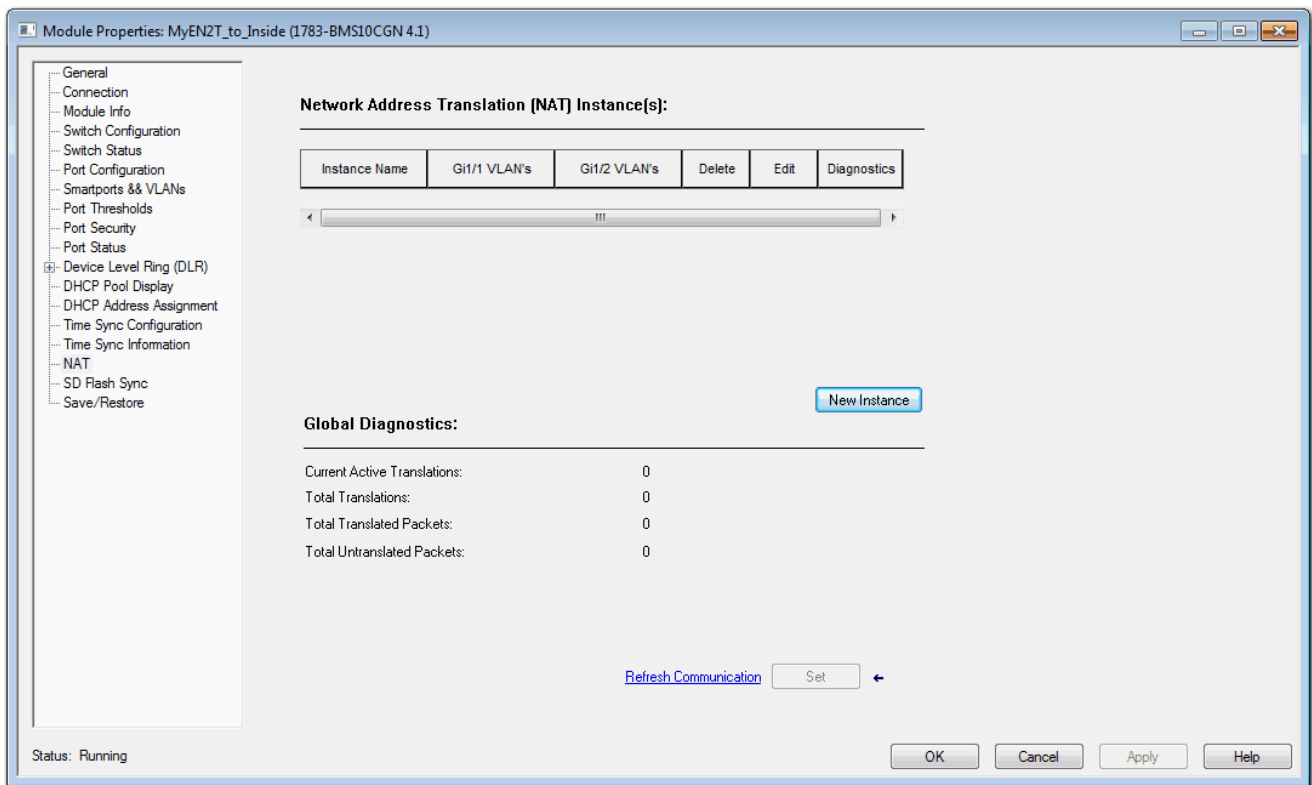 Module Properties: MyEN2T_to_Inside (1783-BMS10CGN 4.1)
General
Connection
Module Info
Switch Configuration
Switch Status
Port Configuration
Smartports && VLANs
Port Thresholds
Port Security
Port Status
Device Level Ring (DLR)
DHCP Pool Display
DHCP Address Assignment
Time Sync Configuration
Time Sync Information
NAT
SD Flash Sync
Save/Restore
Network Address Translation (NAT) Instance(s):
Instance Name Gi1/1 VLAN's Gi1/2 VLAN's Delete Edit Diagnostics
New Instance
Global Diagnostics:
Current Active Translations: 0
Total Translations: 0
Total Translated Packets: 0
Total Untranslated Packets: 0
Refresh Communication Set
Status: Running
OK Cancel Apply Help